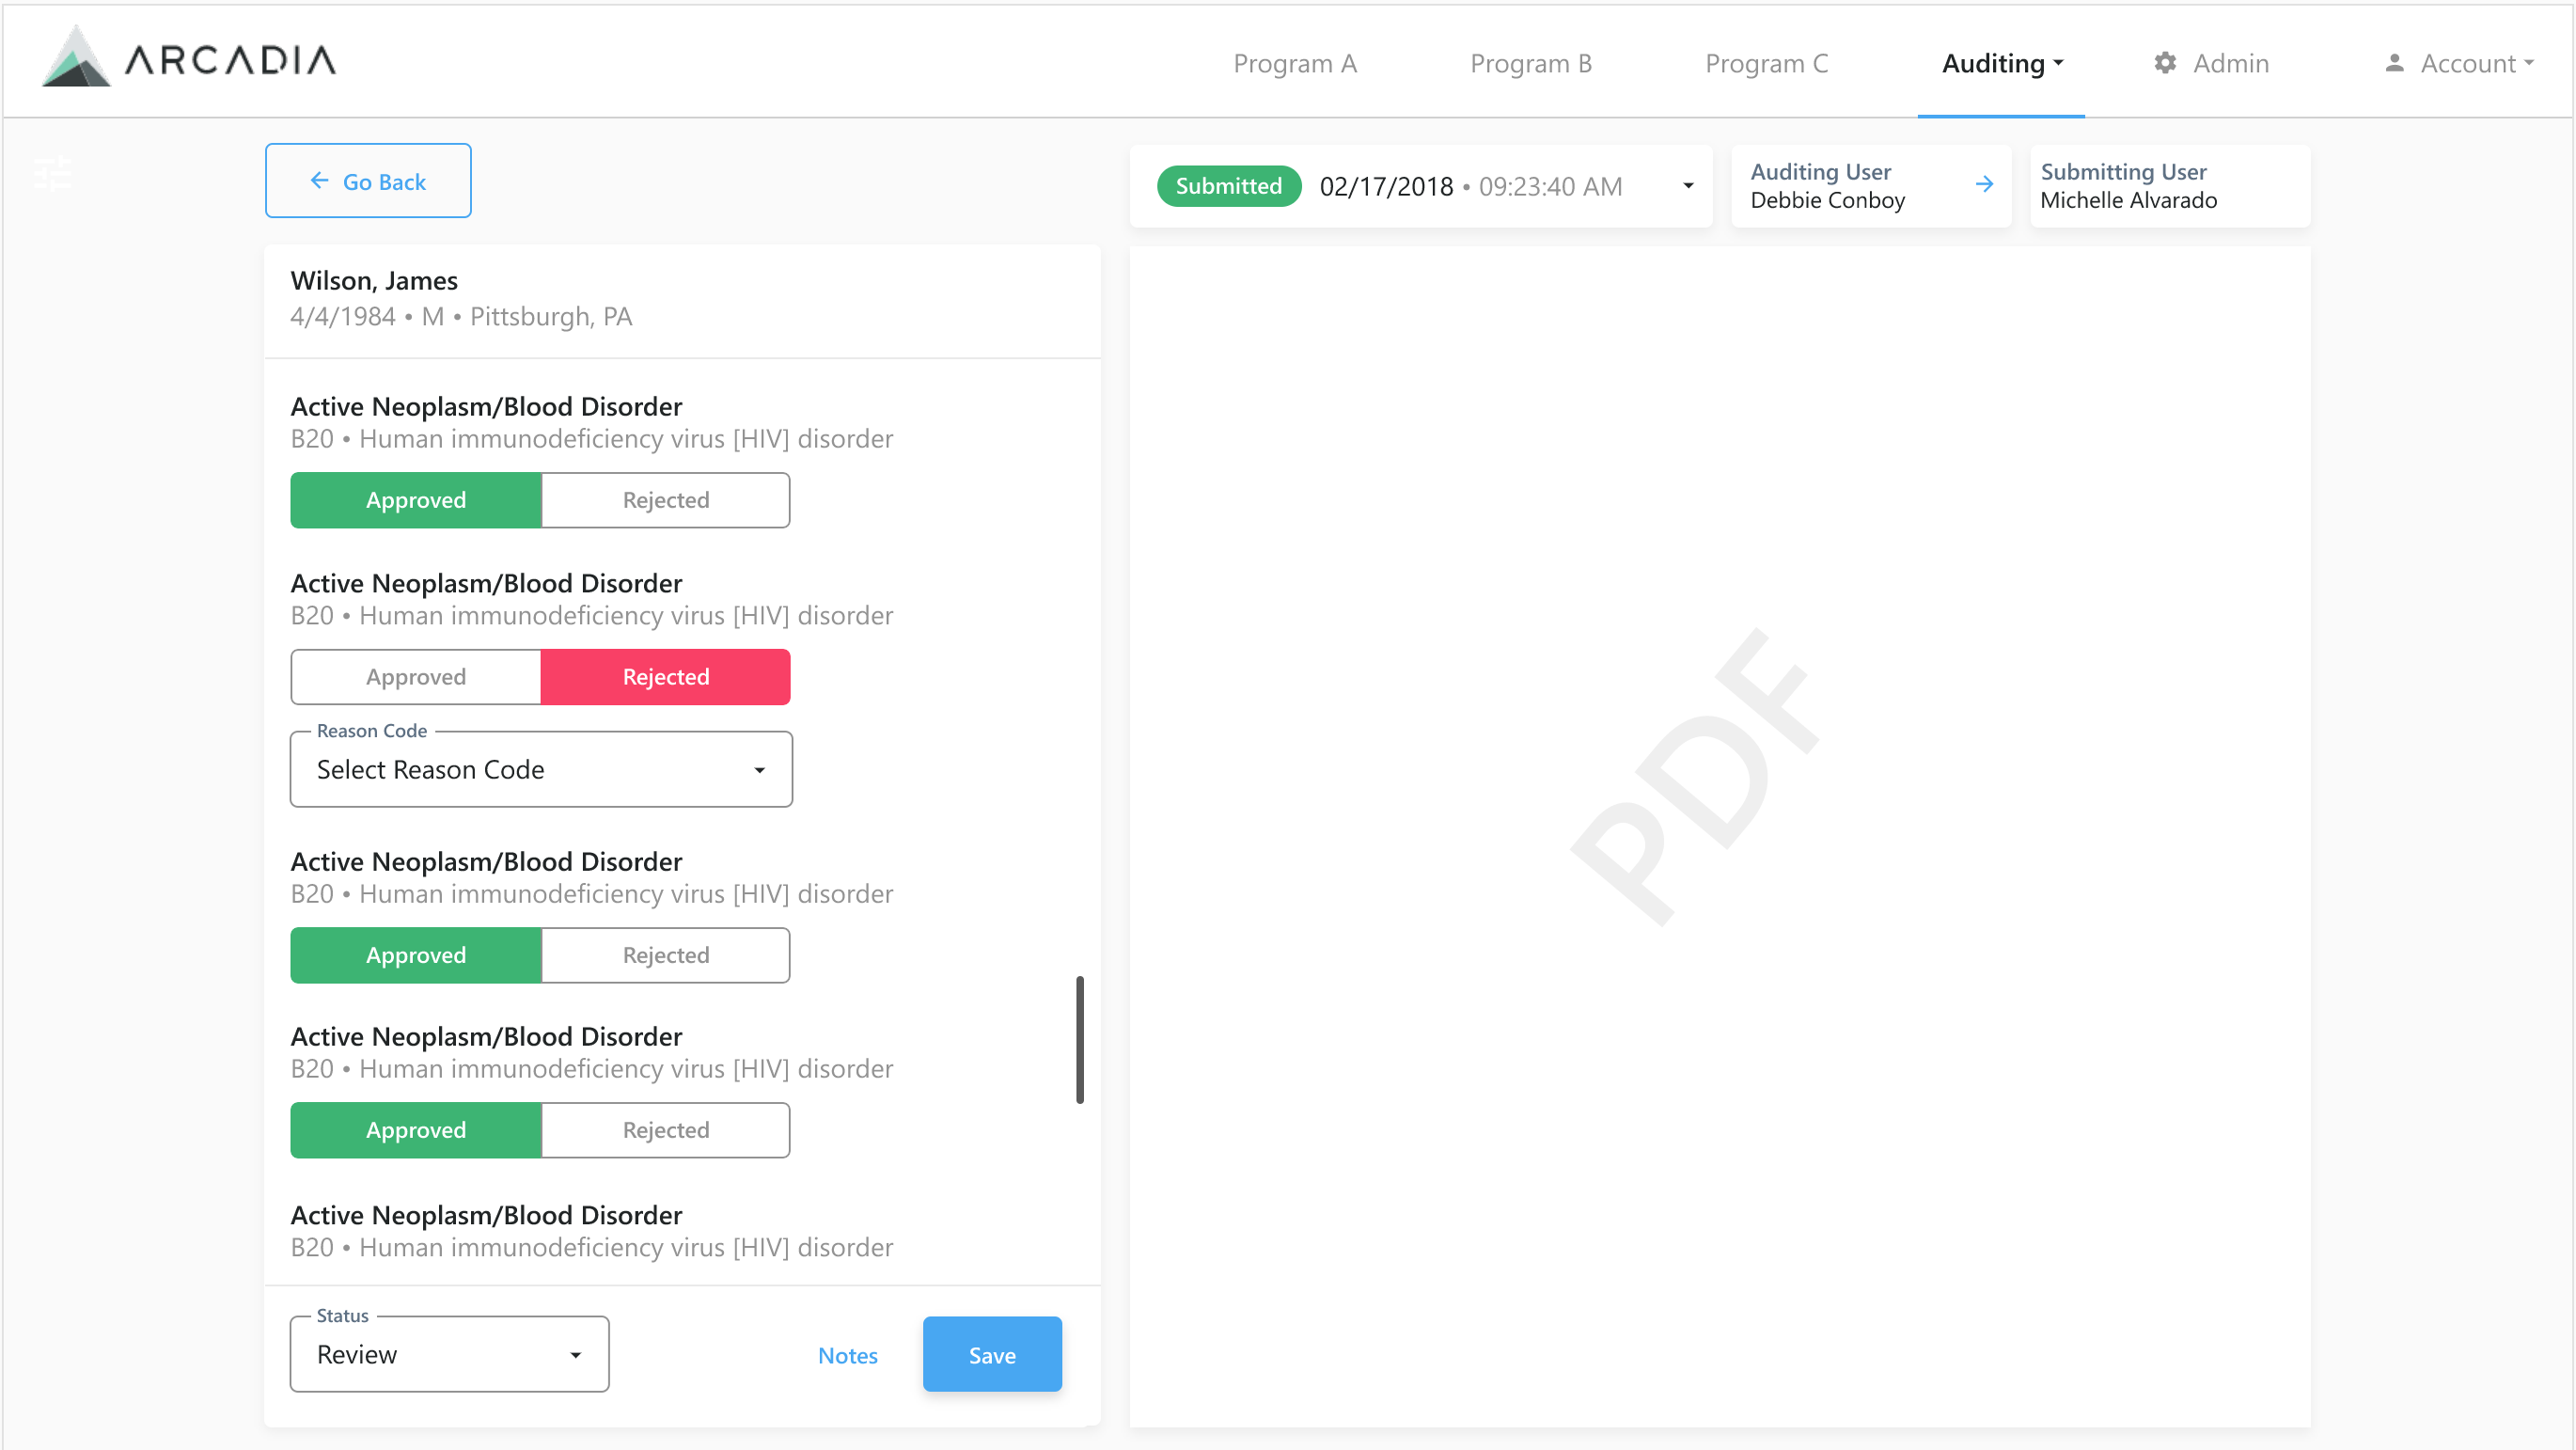 ARCADIA
Program A
Program B
Program C
Auditing
Admin
Account
Go Back
Submitted 02/17/2018 • 09:23:40 AM
Auditing User
Debbie Conboy
Submitting User
Michelle Alvarado
Wilson, James
4/4/1984 • M • Pittsburgh, PA
Active Neoplasm/Blood Disorder
B20 • Human immunodeficiency virus [HIV] disorder
Approved Rejected
Active Neoplasm/Blood Disorder
B20 • Human immunodeficiency virus [HIV] disorder
Approved Rejected
Reason Code
Select Reason Code
Active Neoplasm/Blood Disorder
B20 • Human immunodeficiency virus [HIV] disorder
Approved Rejected
Active Neoplasm/Blood Disorder
B20 • Human immunodeficiency virus [HIV] disorder
Approved Rejected
Active Neoplasm/Blood Disorder
B20 • Human immunodeficiency virus [HIV] disorder
Status
Review
Notes
Save
PDF